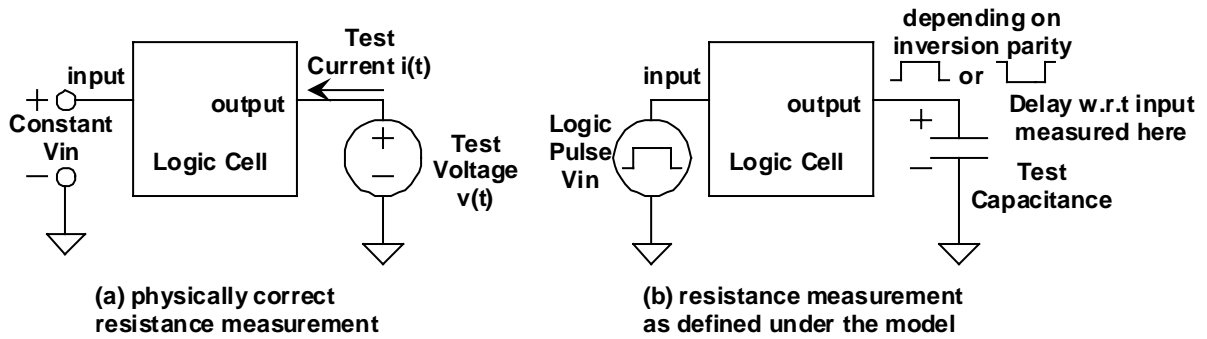 Test
Current i(t)
input
output
+
Constant
Vin
−
Logic Cell
+
−
Test
Voltage
v(t)
(a) physically correct
resistance measurement
depending on
inversion parity
or
input
output
Delay w.r.t input
measured here
Logic
Pulse
Vin
Logic Cell
+
−
Test
Capacitance
(b) resistance measurement
as defined under the model